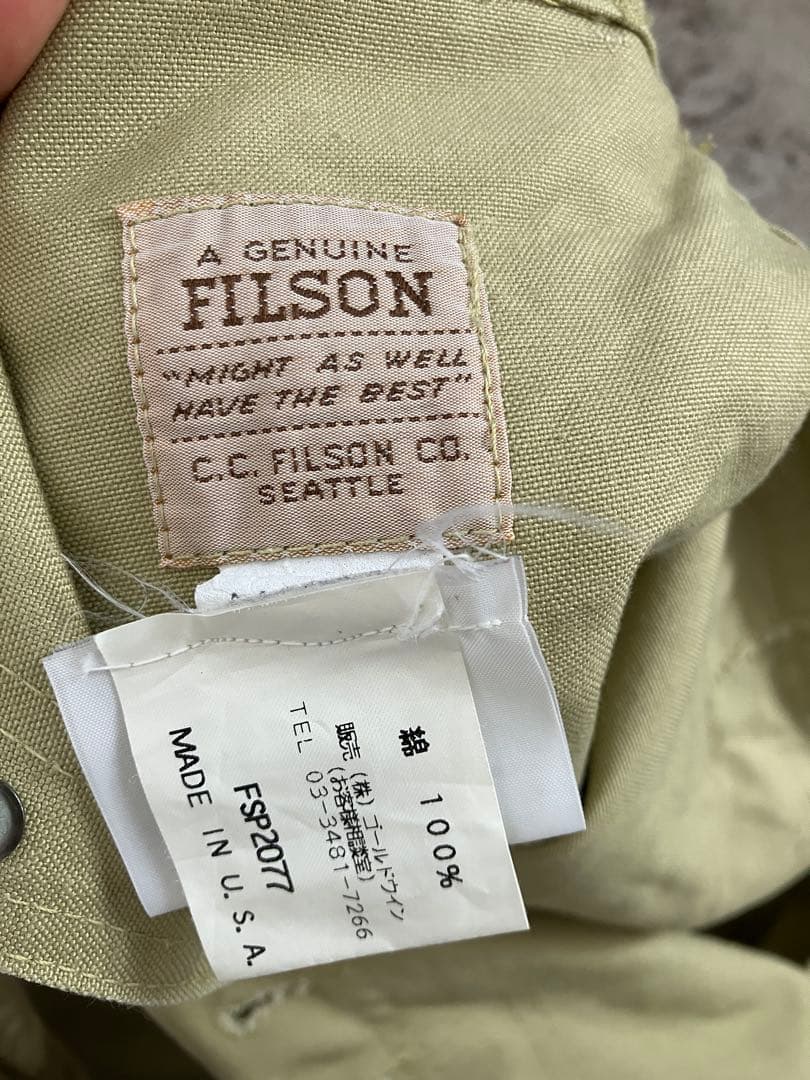 A GENUINE
FILSON
"MIGHT AS WELL
HAVE THE BEST"
C.C. FILSON CO.
SEATTLE
綿 100%
販売 (株)ゴールドウイン
(お客様相談室)
TEL 03-3481-7266
FSP2077
MADE IN U.S.A.